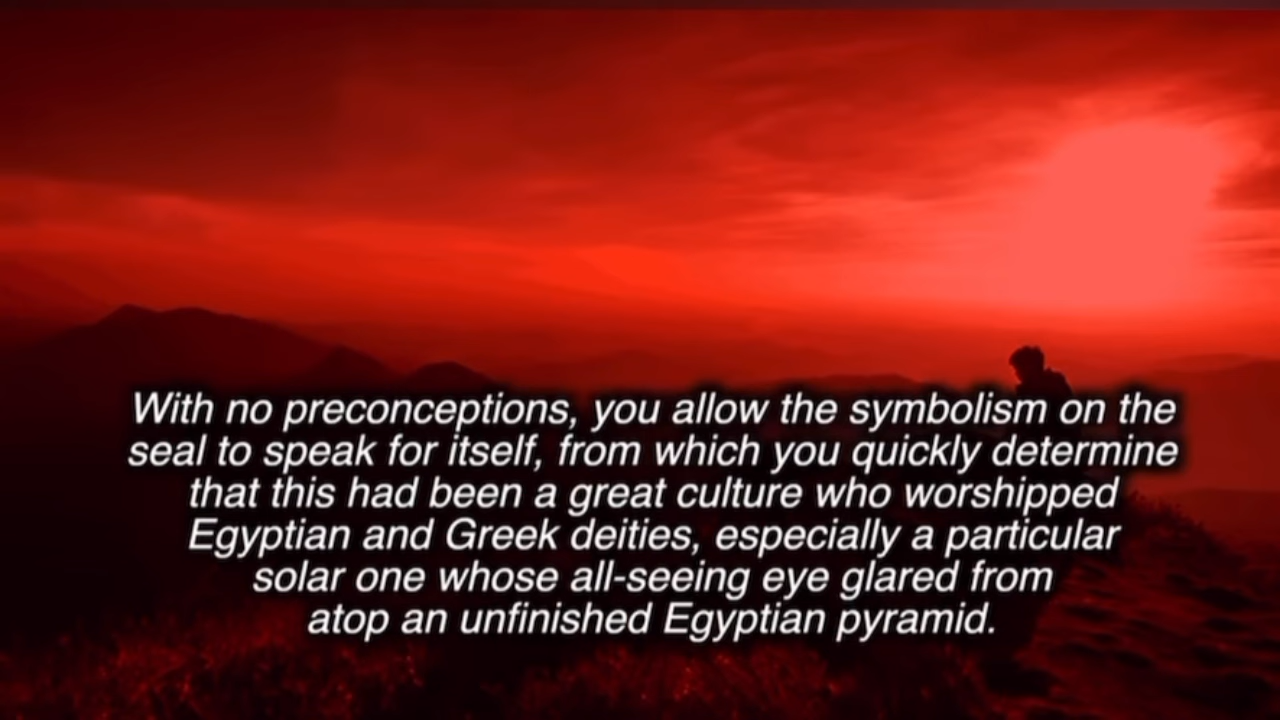 With no preconceptions, you allow the symbolism on the
seal to speak for itself, from which you quickly determine
that this had been a great culture who worshipped
Egyptian and Greek deities, especially a particular
solar one whose all-seeing eye glared from
atop an unfinished Egyptian pyramid.